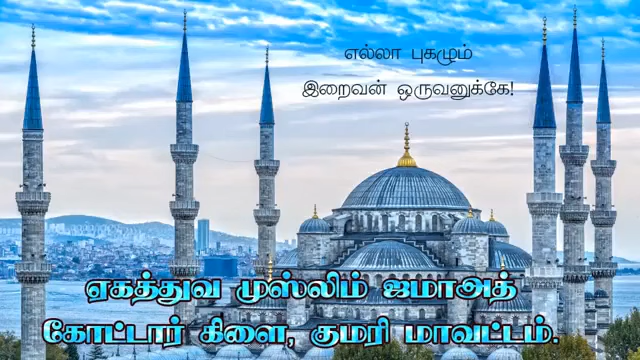 எல்லா புகழும்
இறைவன் ஒருவனுக்கே!
ஏகத்துவ முஸ்லிம் ஜமாஅத்
கோட்டார் கிளை, குமரி மாவட்டம்.